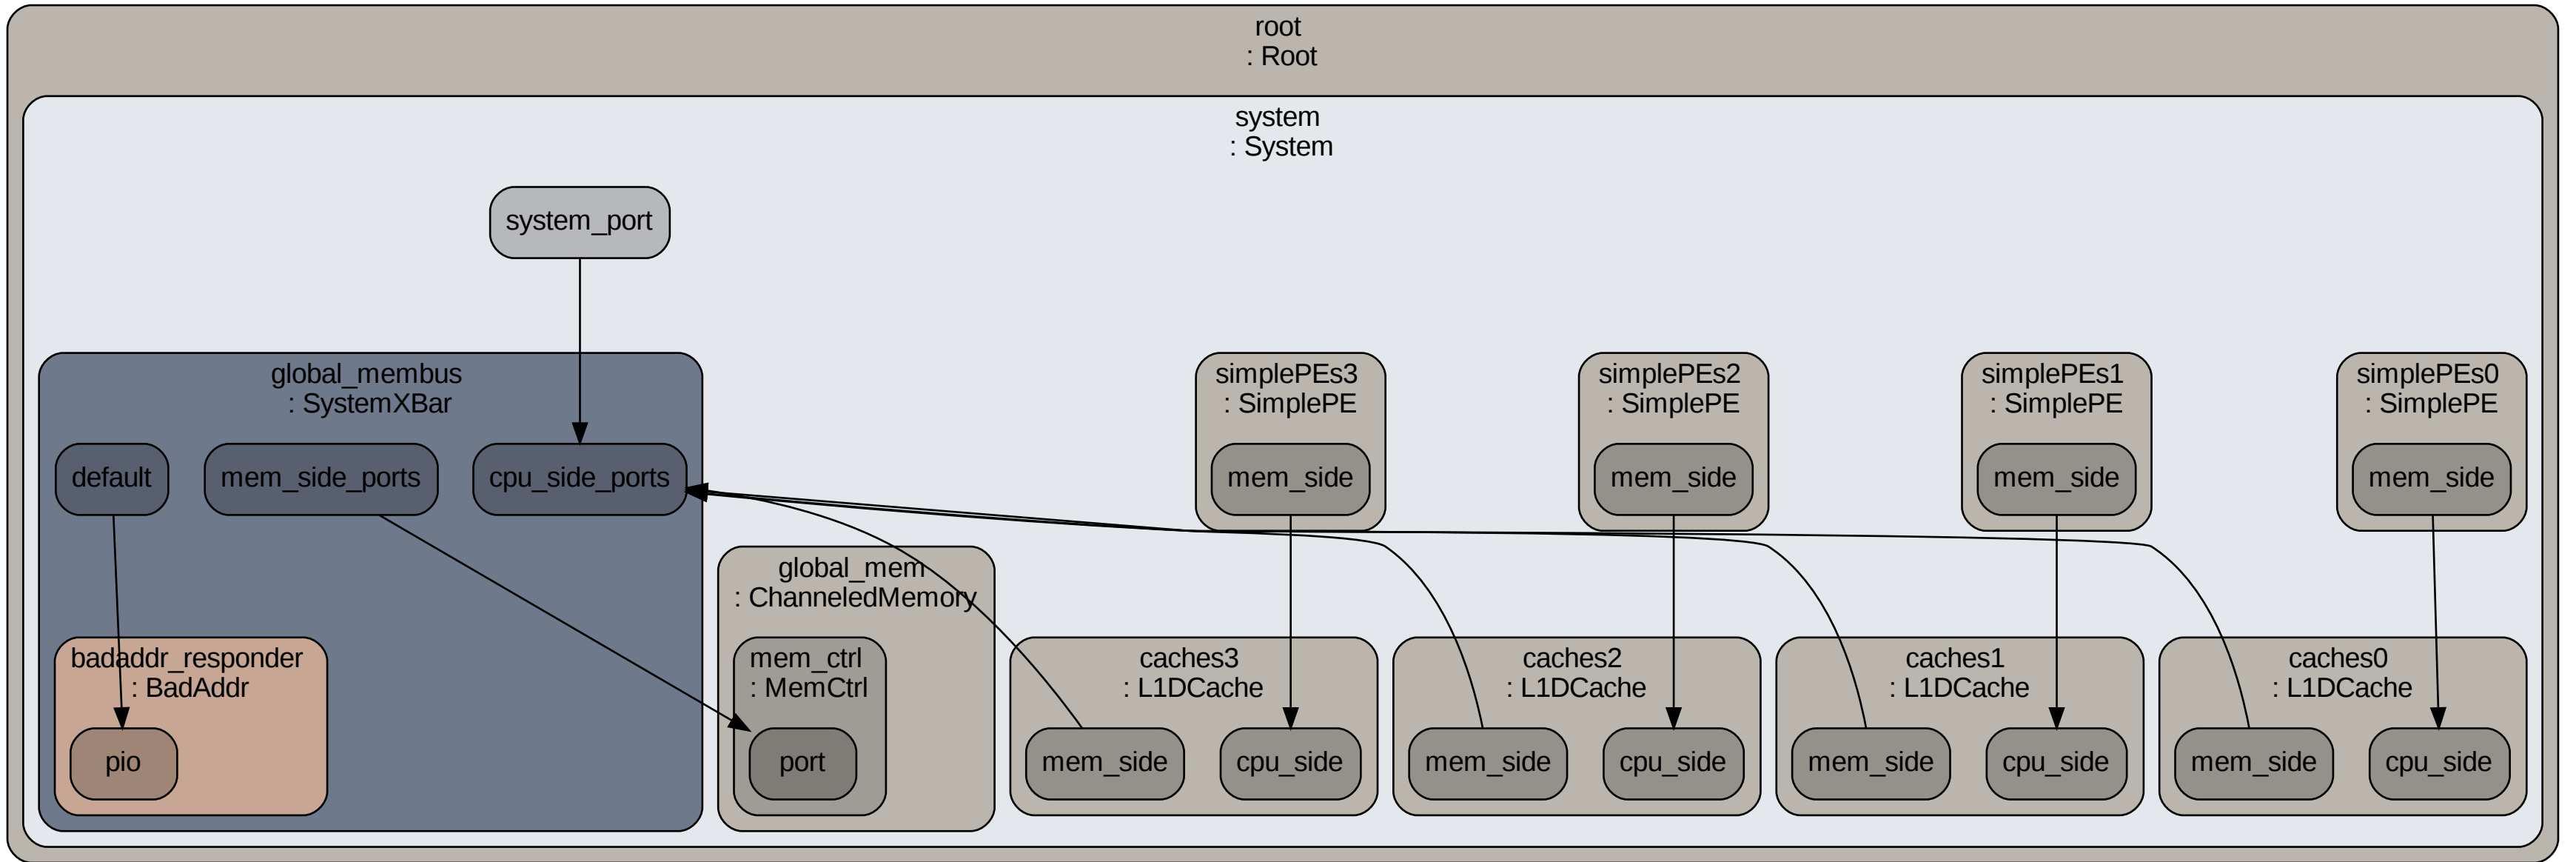 root
: Root
system
: System
system_port
global_membus
: SystemXBar
default
mem_side_ports
cpu_side_ports
badaddr_responder
: BadAddr
pio
global_mem
: ChanneledMemory
mem_ctrl
: MemCtrl
port
simplePEs3
: SimplePE
mem_side
simplePEs2
: SimplePE
mem_side
simplePEs1
: SimplePE
mem_side
simplePEs0
: SimplePE
mem_side
caches3
: L1DCache
mem_side
cpu_side
caches2
: L1DCache
mem_side
cpu_side
caches1
: L1DCache
mem_side
cpu_side
caches0
: L1DCache
mem_side
cpu_side